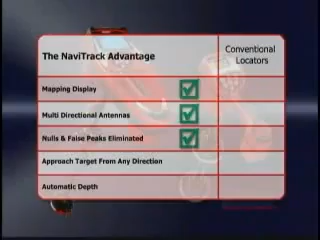 The NaviTrack Advantage
Conventional
Locators
Mapping Display
Multi Directional Antennas
Nulls & False Peaks Eliminated
Approach Target From Any Direction
Automatic Depth